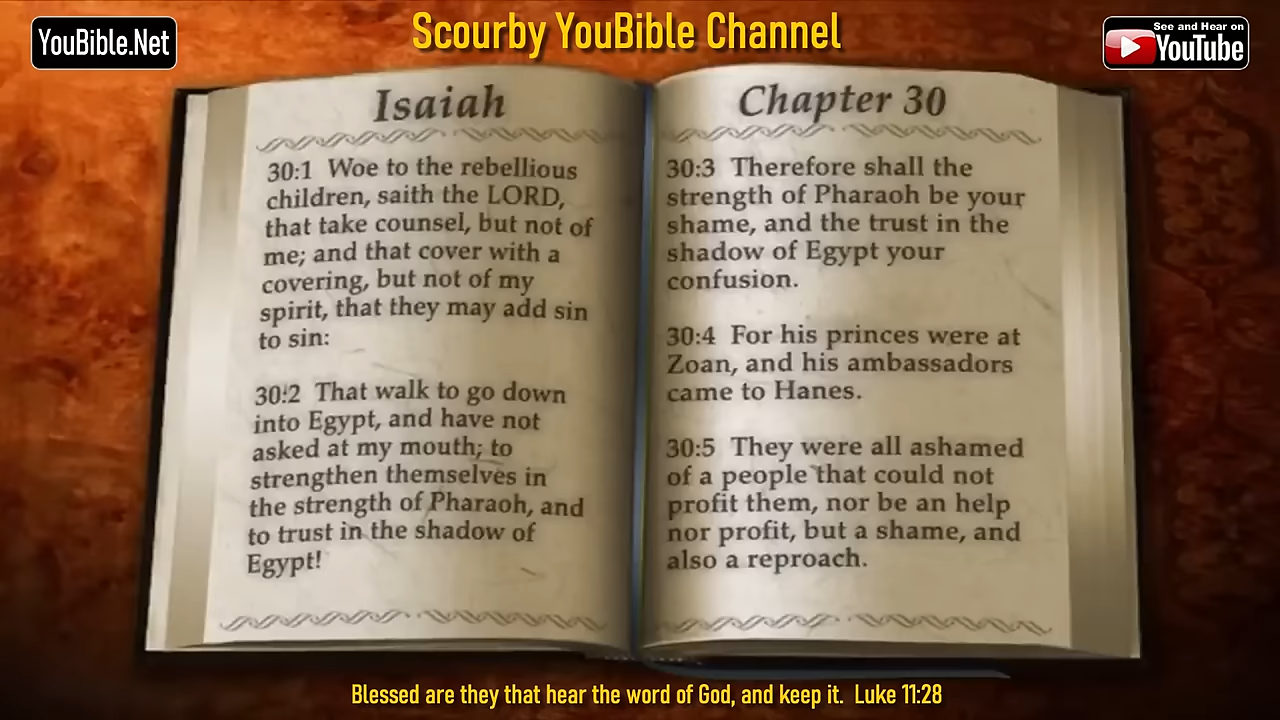 YouBible.Net
Scourby YouBible Channel
See and Hear on
YouTube
Isaiah
30:1 Woe to the rebellious
children, saith the LORD,
that take counsel, but not of
me; and that cover with a
covering, but not of my
spirit, that they may add sin
to sin:
30:2 That walk to go down
into Egypt, and have not
asked at my mouth; to
strengthen themselves in
the strength of Pharaoh, and
to trust in the shadow of
Egypt!
Chapter 30
30:3 Therefore shall the
strength of Pharaoh be your
shame, and the trust in the
shadow of Egypt your
confusion.
30:4 For his princes were at
Zoan, and his ambassadors
came to Hanes.
30:5 They were all ashamed
of a people that could not
profit them, nor be an help
nor profit, but a shame, and
also a reproach.
Blessed are they that hear the word of God, and keep it. Luke 11:28